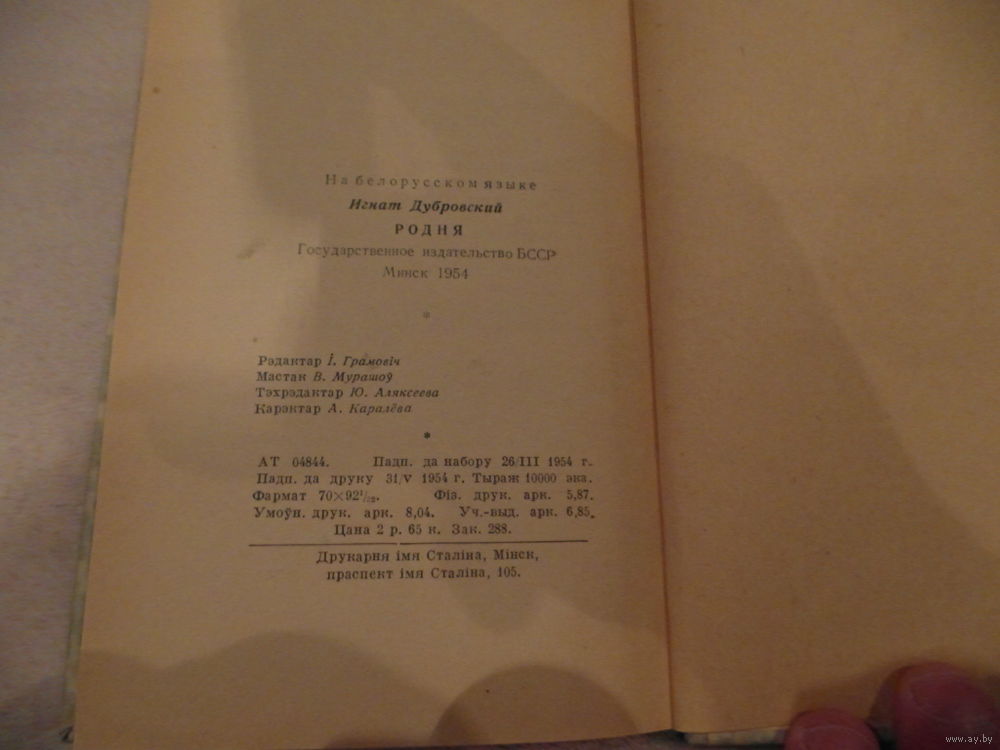 На белорусском языке
Игнат Дубровский
РОДНЯ
Государственное издательство БССР
Минск 1954
*
Рэдактар І. Грамовіч
Мастак В. Мурашоў
Тэхрэдактар Ю. Аляксеева
Карэктар А. Каралёва
*
АТ 04844. Падп. да набору 26/III 1954 г.
Падп. да друку 31/V 1954 г. Тыраж 10000 экз.
Фармат 70×92¹/₃₂. Фіз. друк. арк. 5,87.
Умоўн. друк. арк. 8,04. Уч.-выд. арк. 6,85.
Цана 2 р. 65 к. Зак. 288.
Друкарня імя Сталіна, Мінск,
праспект імя Сталіна, 105.
www.ay.by